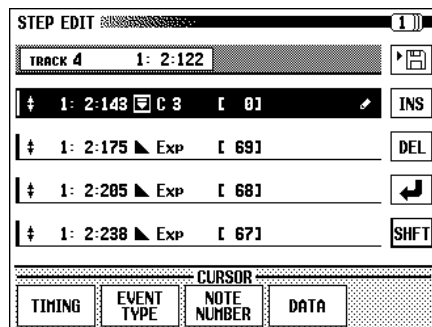 STEP EDIT 1
TRACK 4 1: 2:122
1: 2:143 C 3 [ 0] INS
1: 2:175 Exp [ 69] DEL
1: 2:205 Exp [ 68]
1: 2:238 Exp [ 67] SHFT
CURSOR
TIMING EVENT TYPE NOTE NUMBER DATA